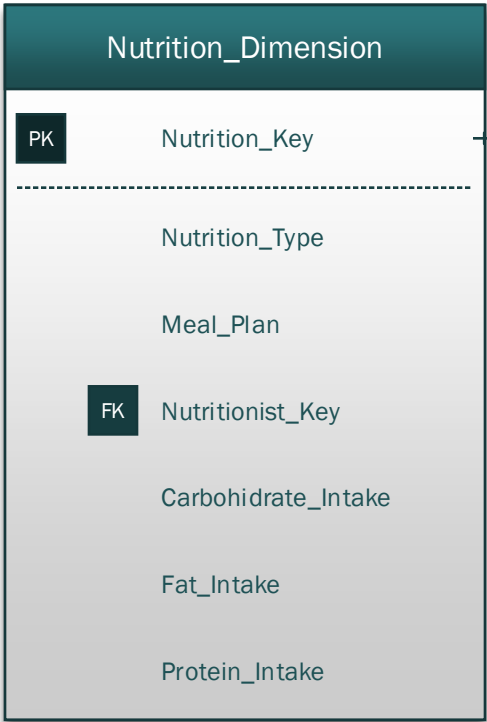 Nutrition_Dimension
PK Nutrition_Key
Nutrition_Type
Meal_Plan
FK Nutritionist_Key
Carbohidrate_Intake
Fat_Intake
Protein_Intake